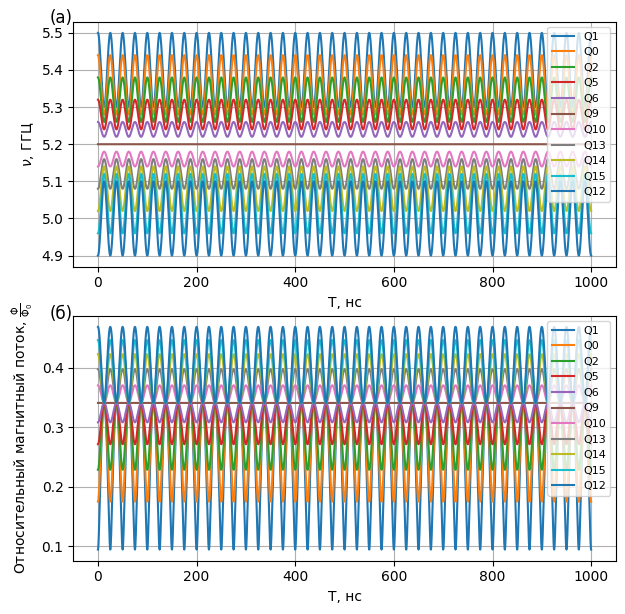 (а)
ν, ГГЦ
5.5
5.4
5.3
5.2
5.1
5.0
4.9
0
200
400
600
800
1000
T, нс
Q1
Q0
Q2
Q5
Q6
Q9
Q10
Q13
Q14
Q15
Q12
(б)
Относительный магнитный поток, Φ/Φ₀
0.4
0.3
0.2
0.1
0
200
400
600
800
1000
T, нс
Q1
Q0
Q2
Q5
Q6
Q9
Q10
Q13
Q14
Q15
Q12